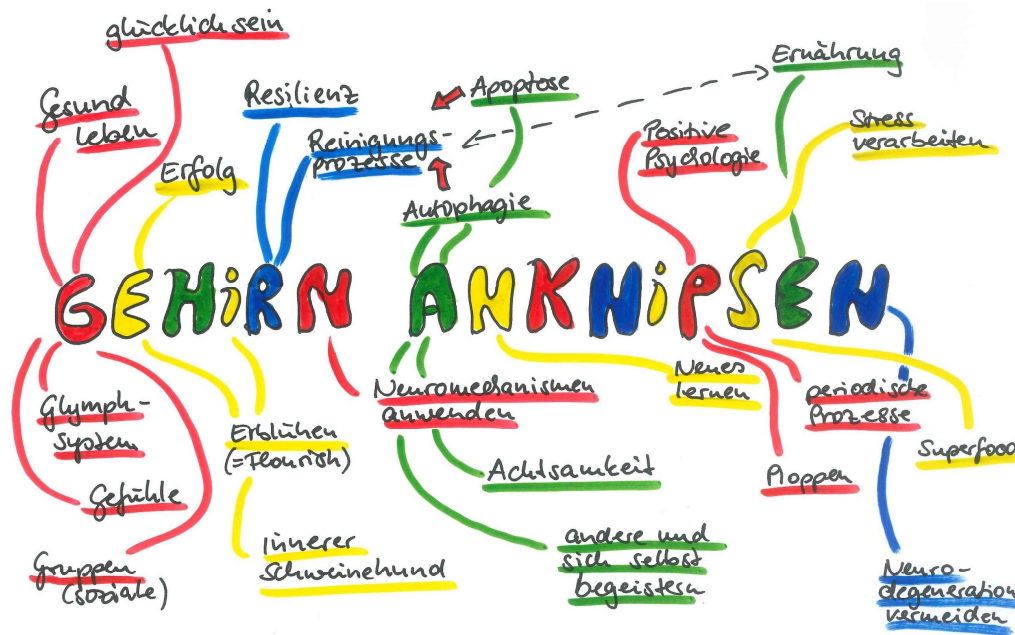 glücklich sein
Gesund
leben
Erfolg
Resilienz
Reinigungs-
prozesse
Apoptose
Autophagie
Positive
Psychologie
Ernährung
Stress
verarbeiten
GEHiRN ANKNiPSEN
Glymph-
system
Gefühle
Gruppen
(soziale)
Erblühen
(=Flourish)
innerer
Schweinehund
Neuromechanismen
anwenden
Achtsamkeit
andere und
sich selbst
begeistern
Neues
lernen
Ploppen
periodische
Prozesse
Superfood
Neuro-
degeneration
vermeiden